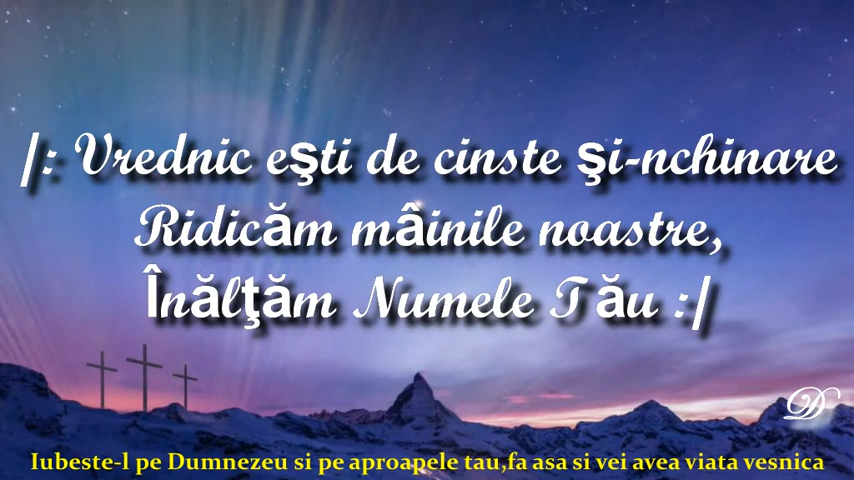 /: Vrednic eşti de cinste şi-nchinare
Ridicăm mâinile noastre,
Înălţăm Numele Tău :/
Iubeste-l pe Dumnezeu si pe aproapele tau,fa asa si vei avea viata vesnica